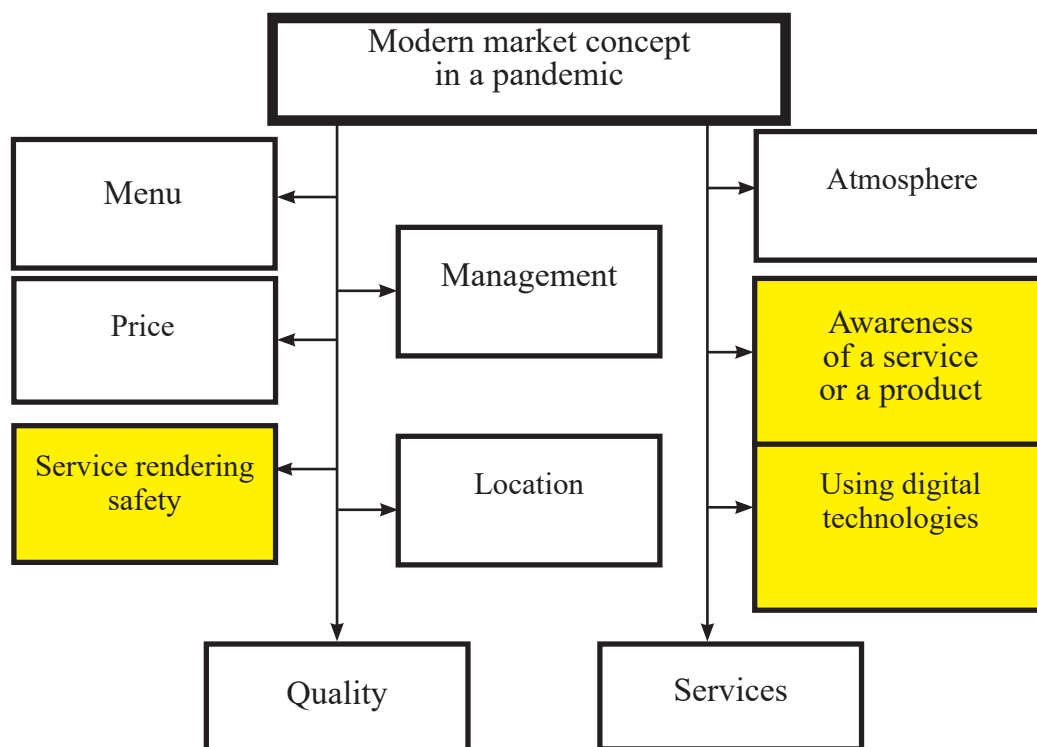 Modern market concept
in a pandemic
Menu
Atmosphere
Management
Price
Awareness
of a service
or a product
Service rendering
safety
Location
Using digital
technologies
Quality
Services